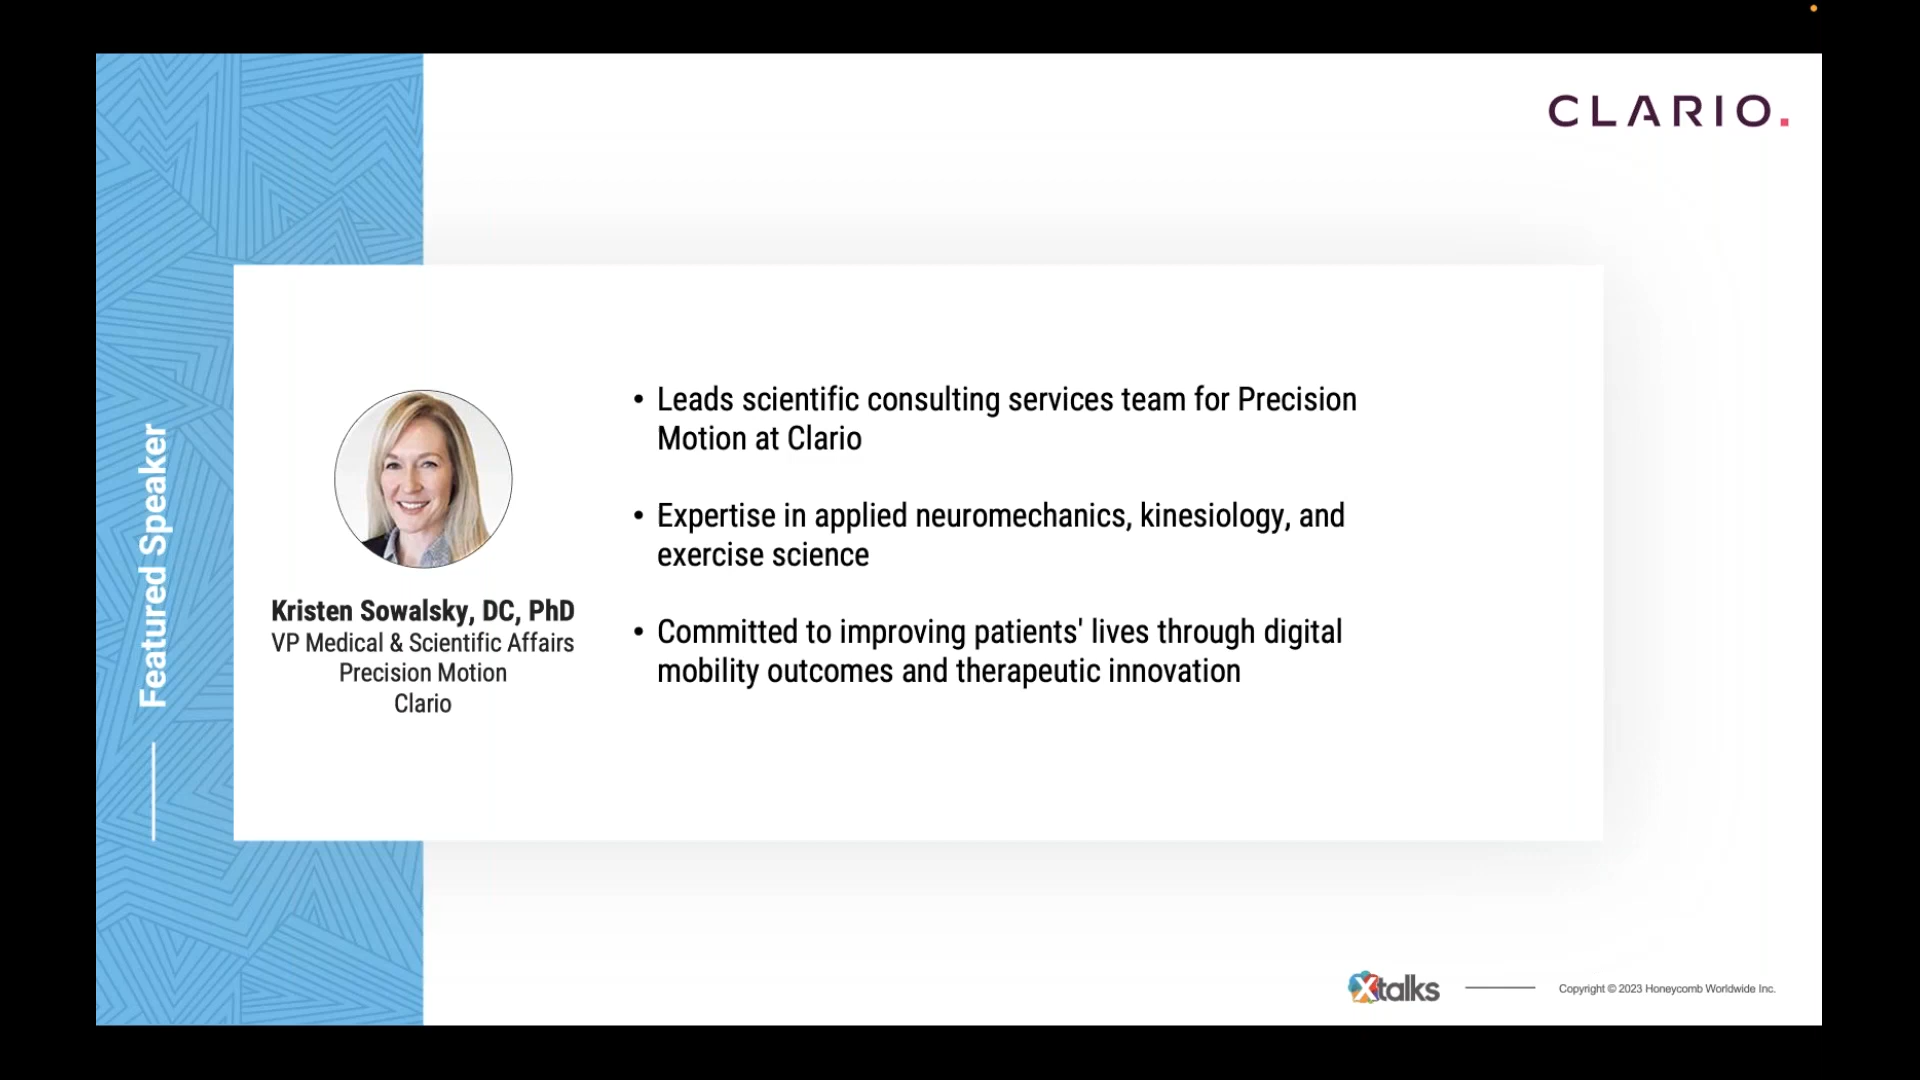 CLARIO.
Featured Speaker
Kristen Sowalsky, DC, PhD
VP Medical & Scientific Affairs
Precision Motion
Clario
• Leads scientific consulting services team for Precision
Motion at Clario
• Expertise in applied neuromechanics, kinesiology, and
exercise science
• Committed to improving patients' lives through digital
mobility outcomes and therapeutic innovation
Xtalks
Copyright © 2023 Honeycomb Worldwide Inc.